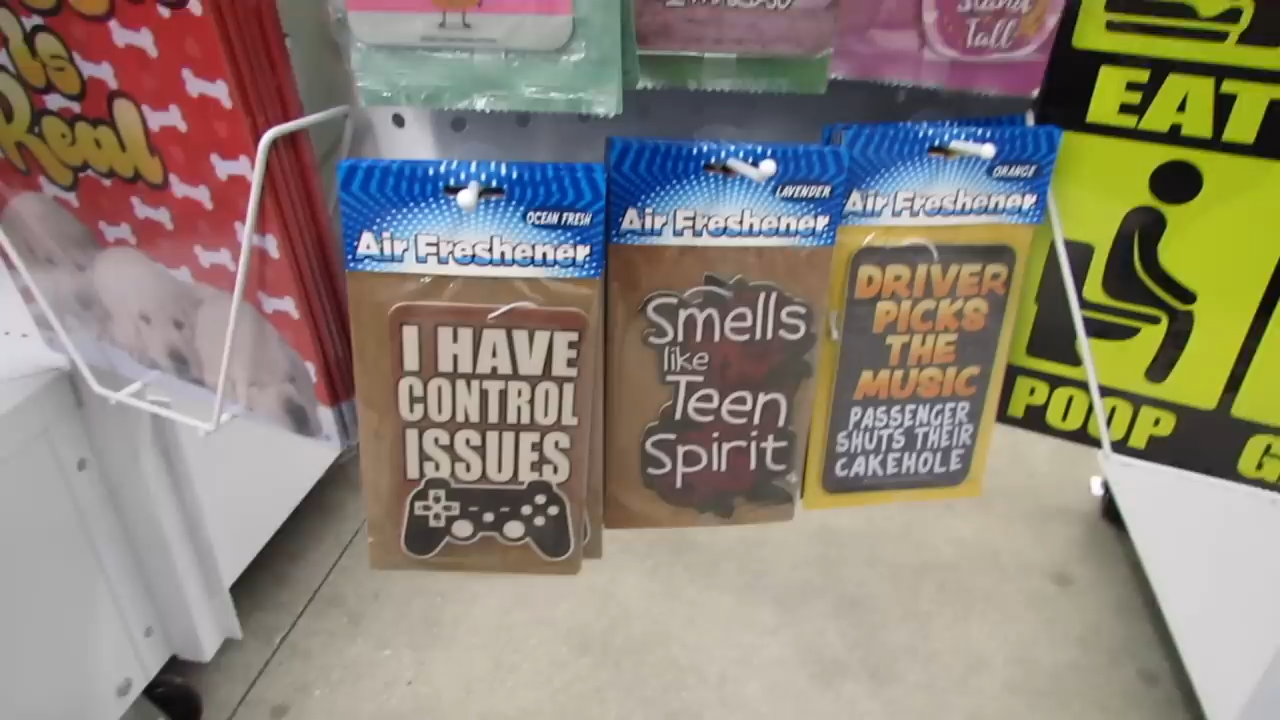 Stand
Tall
ls
Real
EAT
POOP
G
OCEAN FRESH
Air Freshener
I HAVE
CONTROL
ISSUES
LAVENDER
Air Freshener
Smells
like
Teen
Spirit
ORANGE
Air Freshener
DRIVER
PICKS
THE
MUSIC
PASSENGER
SHUTS THEIR
CAKEHOLE